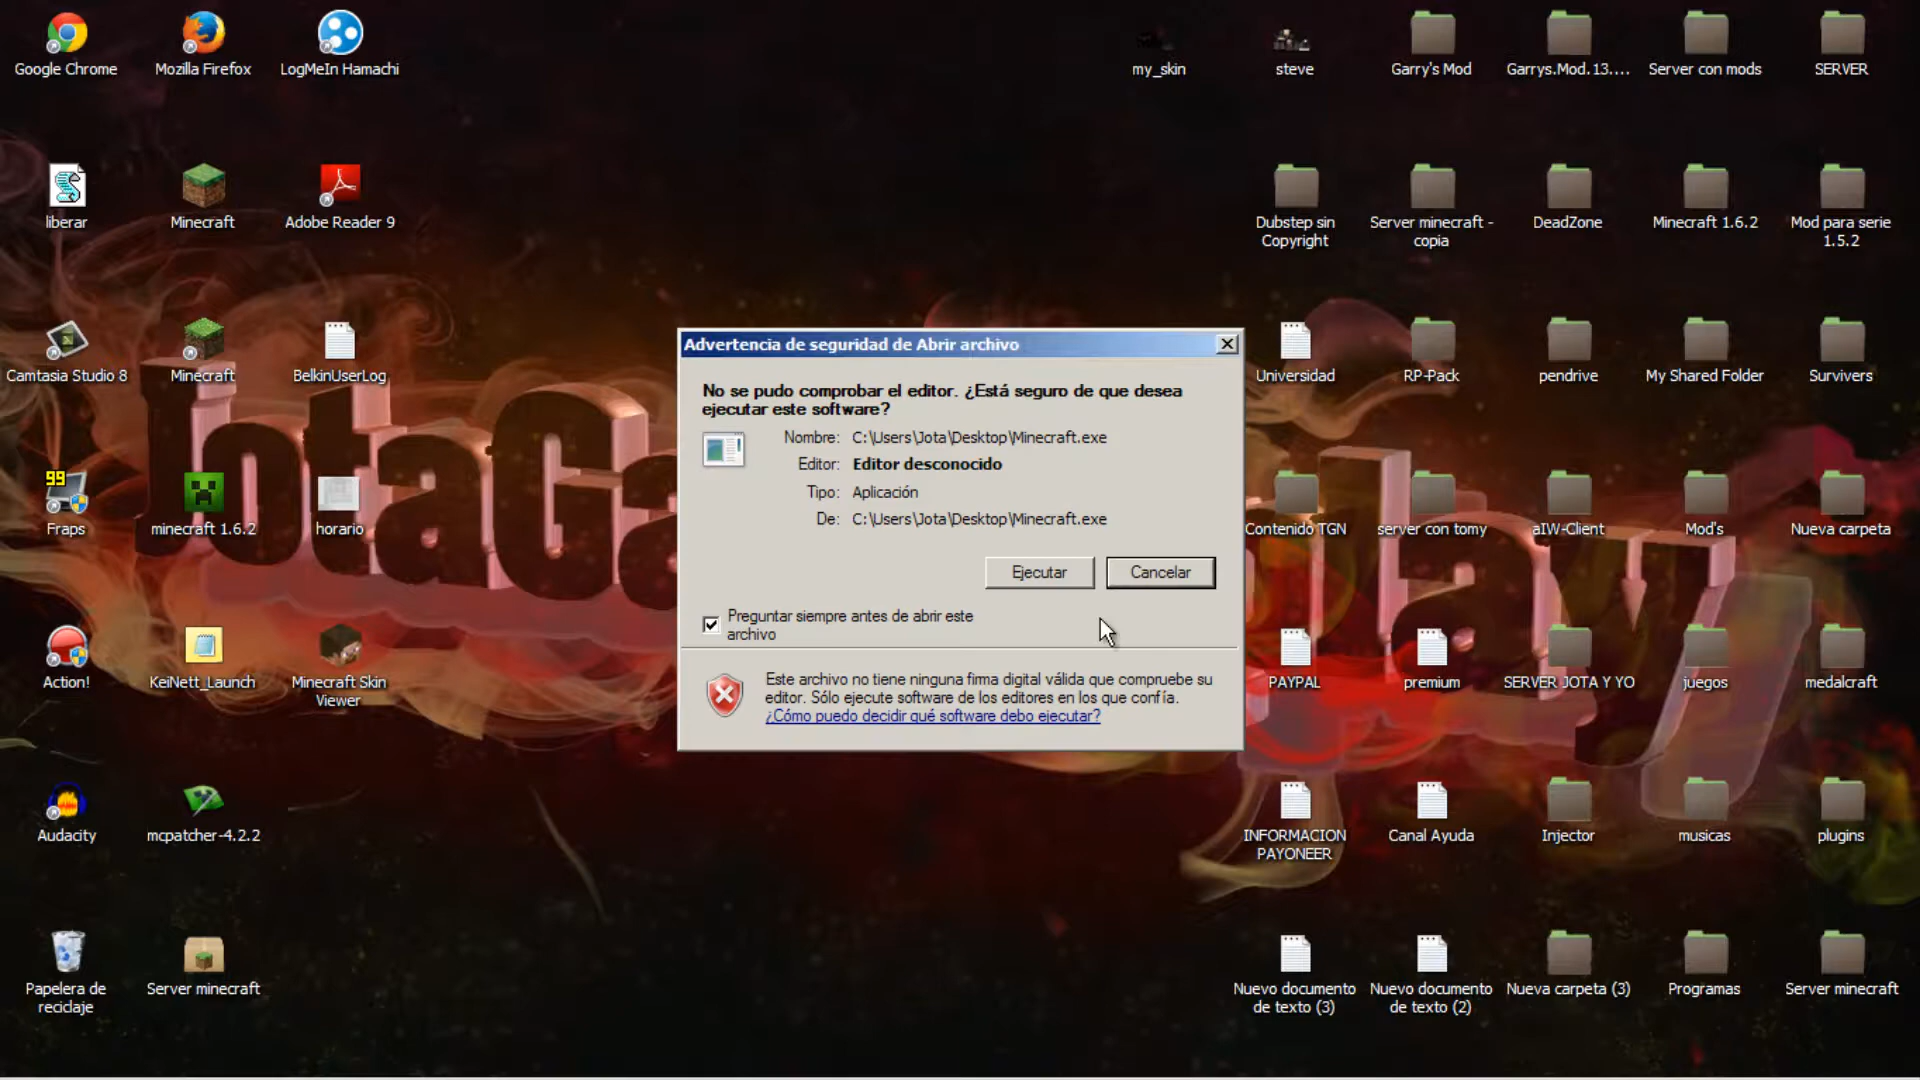 Google Chrome
Mozilla Firefox
LogMeIn Hamachi
my_skin
steve
Garry's Mod
Garrys.Mod.13....
Server con mods
SERVER
liberar
Minecraft
Adobe Reader 9
Dubstep sin
Copyright
Server minecraft -
copia
DeadZone
Minecraft 1.6.2
Mod para serie
1.5.2
Camtasia Studio 8
Minecraft
BelkinUserLog
Universidad
RP-Pack
pendrive
My Shared Folder
Survivers
99
Fraps
minecraft 1.6.2
horario
Contenido TGN
server con tomy
aIW-Client
Mod's
Nueva carpeta
Action!
KeiNett_Launch
Minecraft Skin
Viewer
PAYPAL
premium
SERVER JOTA Y YO
juegos
medalcraft
Audacity
mcpatcher-4.2.2
INFORMACION
PAYONEER
Canal Ayuda
Injector
musicas
plugins
Papelera de
reciclaje
Server minecraft
Nuevo documento
de texto (3)
Nuevo documento
de texto (2)
Nueva carpeta (3)
Programas
Server minecraft
Advertencia de seguridad de Abrir archivo
No se pudo comprobar el editor. ¿Está seguro de que desea
ejecutar este software?
Nombre: C:\Users\Jota\Desktop\Minecraft.exe
Editor: Editor desconocido
Tipo: Aplicación
De: C:\Users\Jota\Desktop\Minecraft.exe
Ejecutar
Cancelar
Preguntar siempre antes de abrir este
archivo
Este archivo no tiene ninguna firma digital válida que compruebe su
editor. Sólo ejecute software de los editores en los que confía.
¿Cómo puedo decidir qué software debo ejecutar?